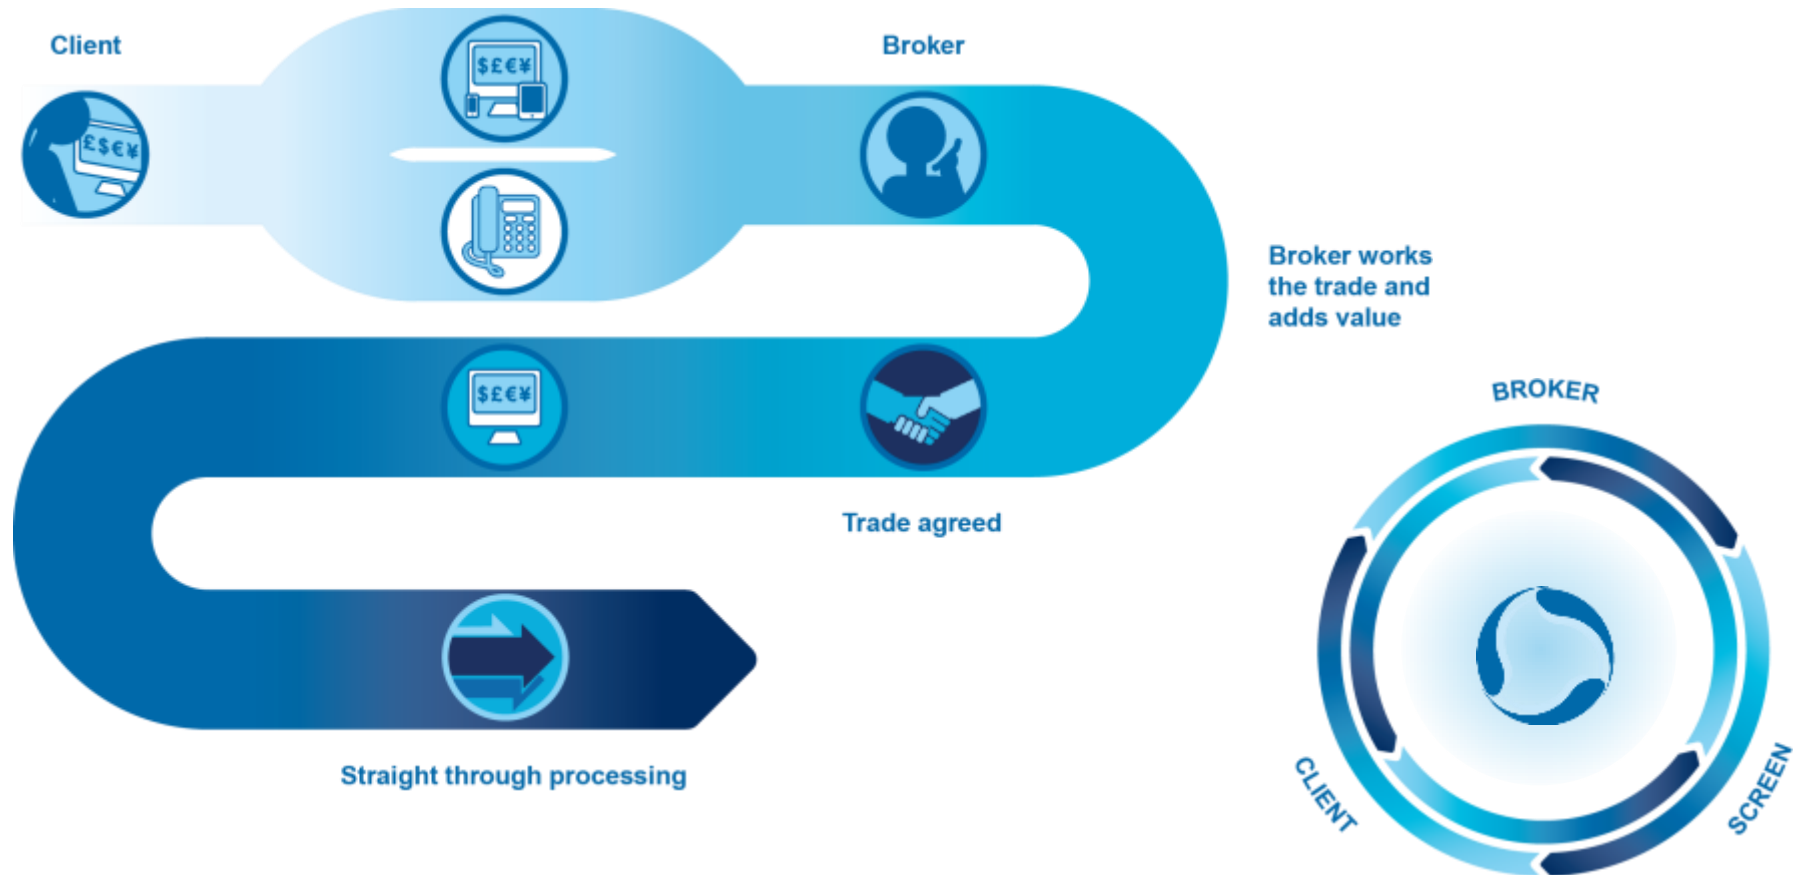 Client
Broker
$£€¥
£$€¥
Broker works
the trade and
adds value
$£€¥
Trade agreed
Straight through processing
BROKER
CLIENT
SCREEN